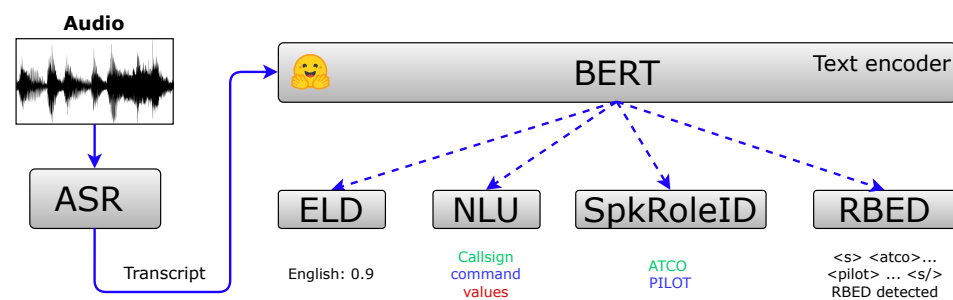 Audio
BERT
Text encoder
ASR
Transcript
ELD
NLU
SpkRoleID
RBED
English: 0.9
Callsign
command
values
ATCO
PILOT
<s> <atco>...
<pilot> ... <s/>
RBED detected